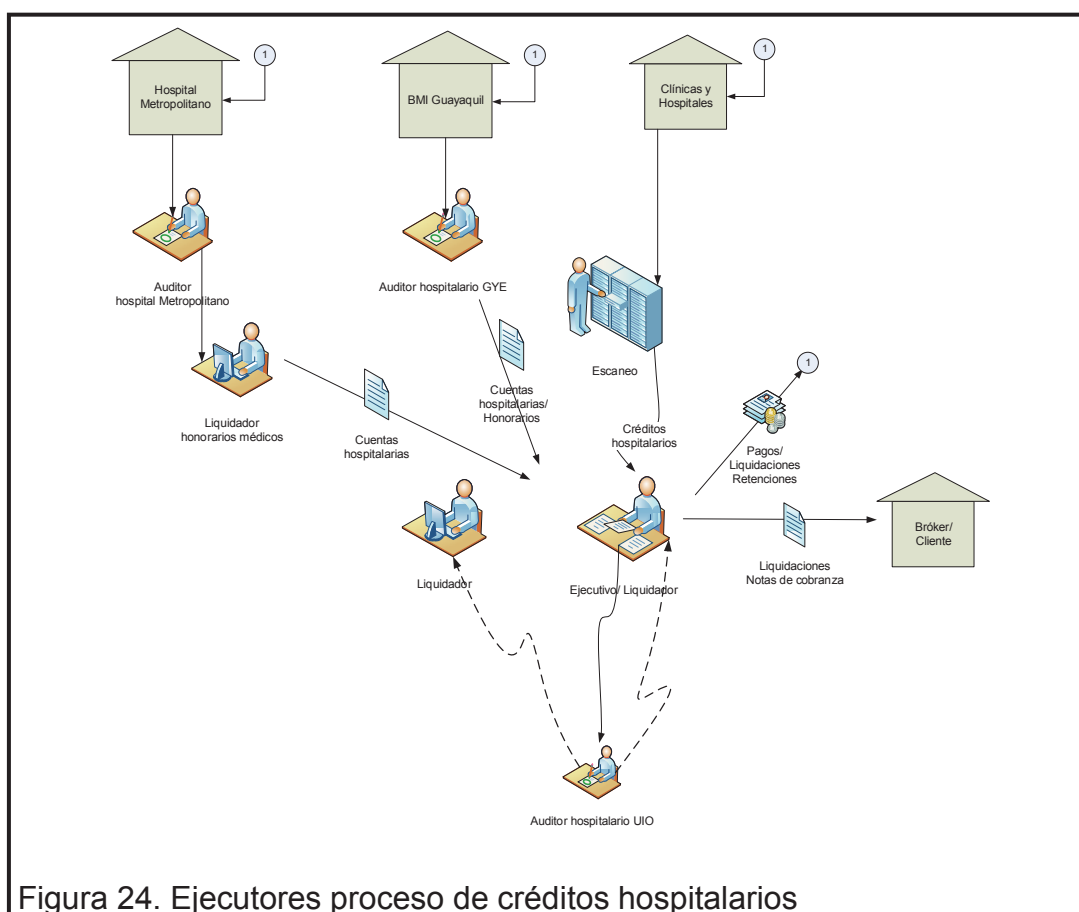 1
1
1
Hospital
Metropolitano
BMI Guayaquil
Clínicas y
Hospitales
Auditor
hospital Metropolitano
Auditor hospitalario GYE
Escaneo
Liquidador
honorarios médicos
Cuentas
hospitalarias
Cuentas
hospitalarias/
Honorarios
Créditos
hospitalarios
1
Pagos/
Liquidaciones
Retenciones
Bróker/
Cliente
Liquidaciones
Notas de cobranza
Liquidador
Ejecutivo/ Liquidador
Auditor hospitalario UIO
Figura 24. Ejecutores proceso de créditos hospitalarios